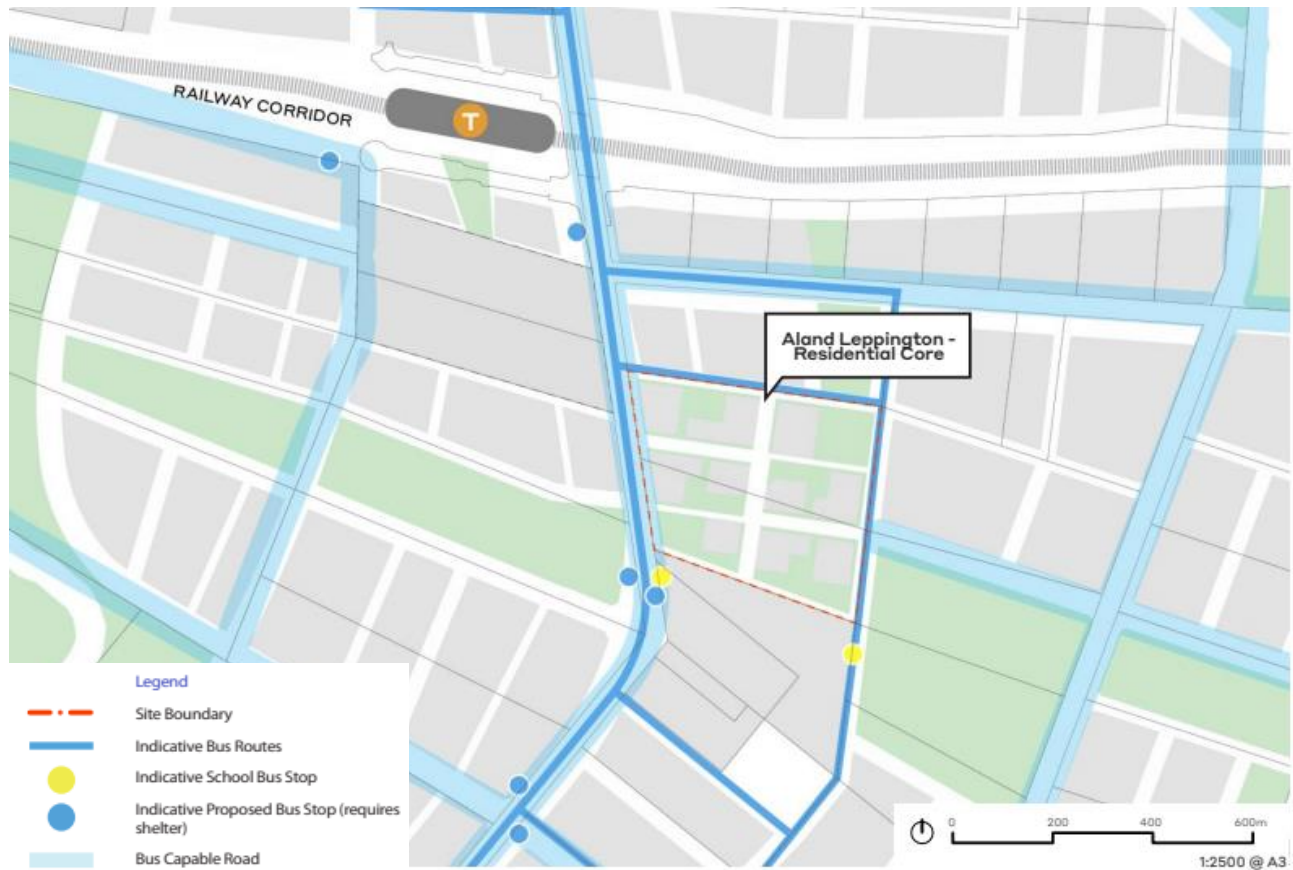 RAILWAY CORRIDOR
T
Aland Leppington -
Residential Core
Legend
Site Boundary
Indicative Bus Routes
Indicative School Bus Stop
Indicative Proposed Bus Stop (requires
shelter)
Bus Capable Road
0 200 400 600m
1:2500 @ A3